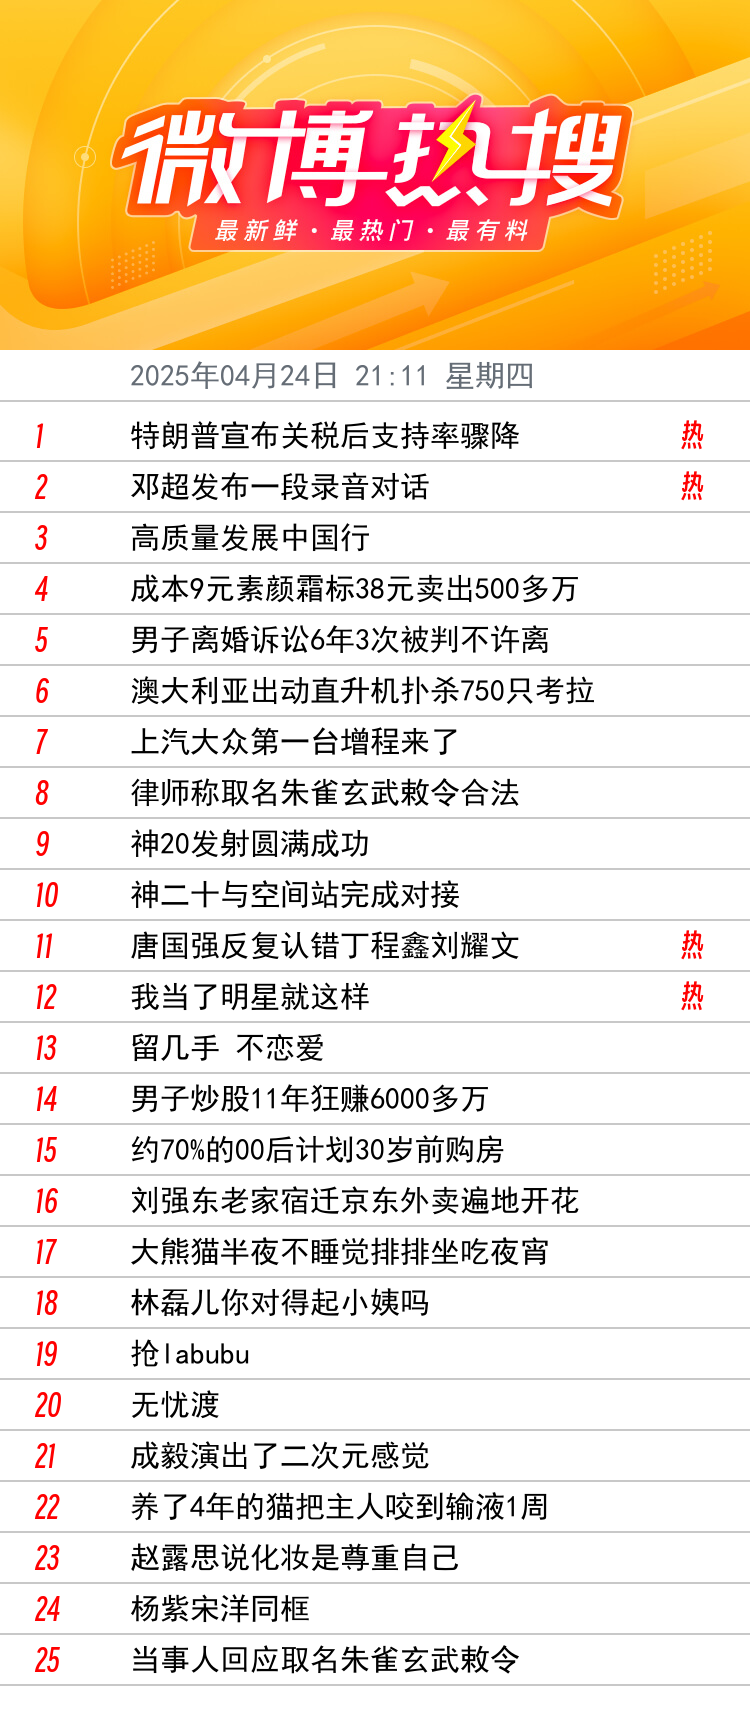 微博热搜
最新鲜·最热门·最有料
2025年04月24日 21:11 星期四
1 特朗普宣布关税后支持率骤降 热
2 邓超发布一段录音对话 热
3 高质量发展中国行
4 成本9元素颜霜标38元卖出500多万
5 男子离婚诉讼6年3次被判不许离
6 澳大利亚出动直升机扑杀750只考拉
7 上汽大众第一台增程来了
8 律师称取名朱雀玄武敕令合法
9 神20发射圆满成功
10 神二十与空间站完成对接
11 唐国强反复认错丁程鑫刘耀文 热
12 我当了明星就这样 热
13 留几手 不恋爱
14 男子炒股11年狂赚6000多万
15 约70%的00后计划30岁前购房
16 刘强东老家宿迁京东外卖遍地开花
17 大熊猫半夜不睡觉排排坐吃夜宵
18 林磊儿你对得起小姨吗
19 抢labubu
20 无忧渡
21 成毅演出了二次元感觉
22 养了4年的猫把主人咬到输液1周
23 赵露思说化妆是尊重自己
24 杨紫宋洋同框
25 当事人回应取名朱雀玄武敕令